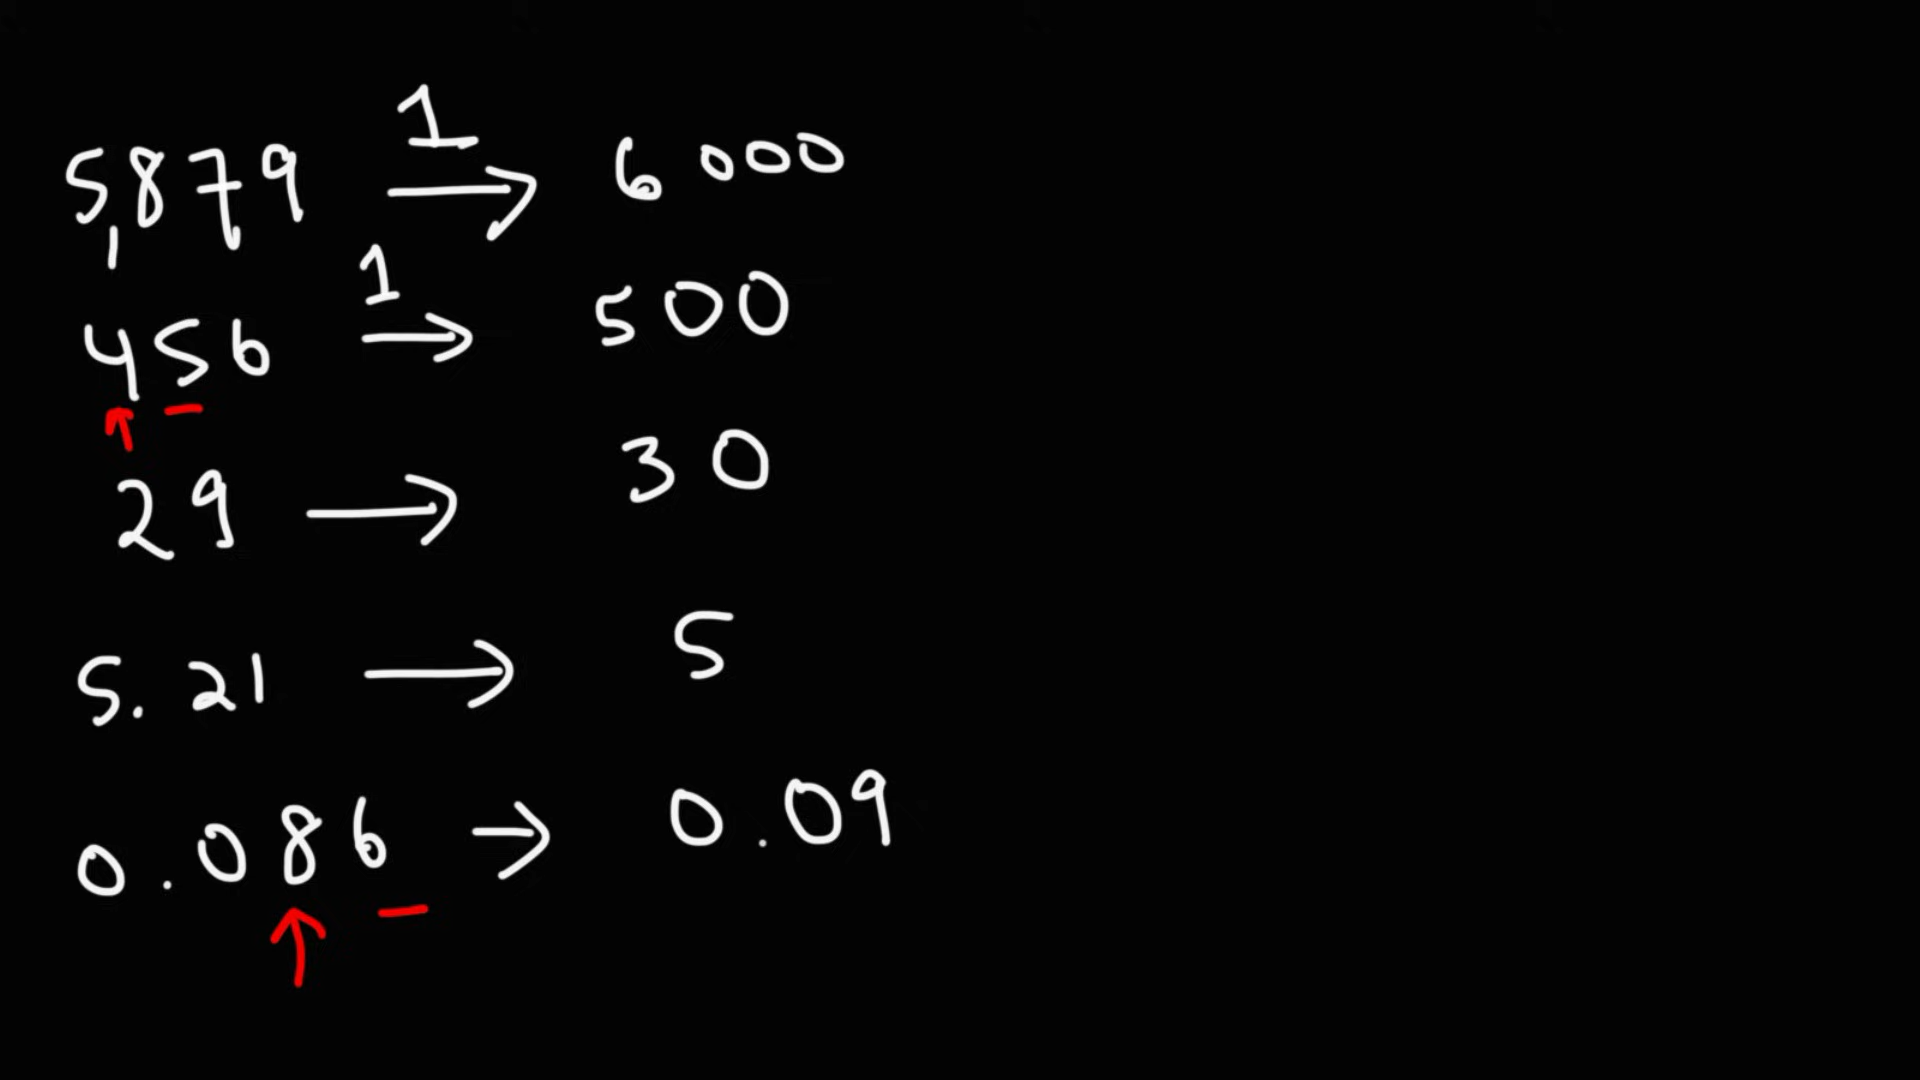 5,879 1→ 6000
456 1→ 500
29 → 30
5.21 → 5
0.086 → 0.09